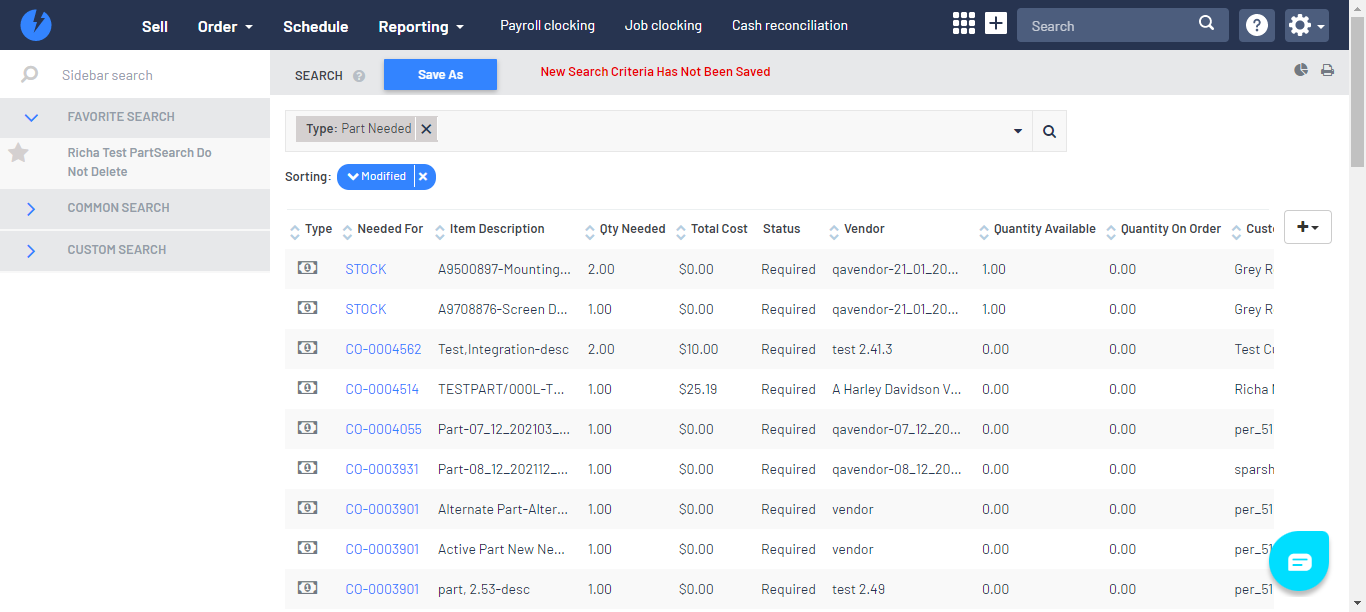 Sell Order Schedule Reporting Payroll clocking Job clocking Cash reconciliation Search
Sidebar search
SEARCH Save As New Search Criteria Has Not Been Saved
FAVORITE SEARCH
Richa Test PartSearch Do
Not Delete
COMMON SEARCH
CUSTOM SEARCH
Type: Part Needed
Sorting: Modified
Type Needed For Item Description Qty Needed Total Cost Status Vendor Quantity Available Quantity On Order Custo
STOCK A9500897-Mounting... 2.00 $0.00 Required qavendor-21_01_20... 1.00 0.00 Grey R
STOCK A9708876-Screen D... 1.00 $0.00 Required qavendor-21_01_20... 1.00 0.00 Grey R
CO-0004562 Test,Integration-desc 2.00 $10.00 Required test 2.41.3 0.00 0.00 Test Cu
CO-0004514 TESTPART/000L-T... 1.00 $25.19 Required A Harley Davidson V... 0.00 0.00 Richa
CO-0004055 Part-07_12_202103_... 1.00 $0.00 Required qavendor-07_12_20... 0.00 0.00 per_51
CO-0003931 Part-08_12_202112_... 1.00 $0.00 Required qavendor-08_12_20... 0.00 0.00 sparsh
CO-0003901 Alternate Part-Alter... 1.00 $0.00 Required vendor 0.00 0.00 per_51
CO-0003901 Active Part New Ne... 1.00 $0.00 Required vendor 0.00 0.00 per_51
CO-0003901 part, 2.53-desc 1.00 $0.00 Required test 2.49 0.00 0.00 per_51